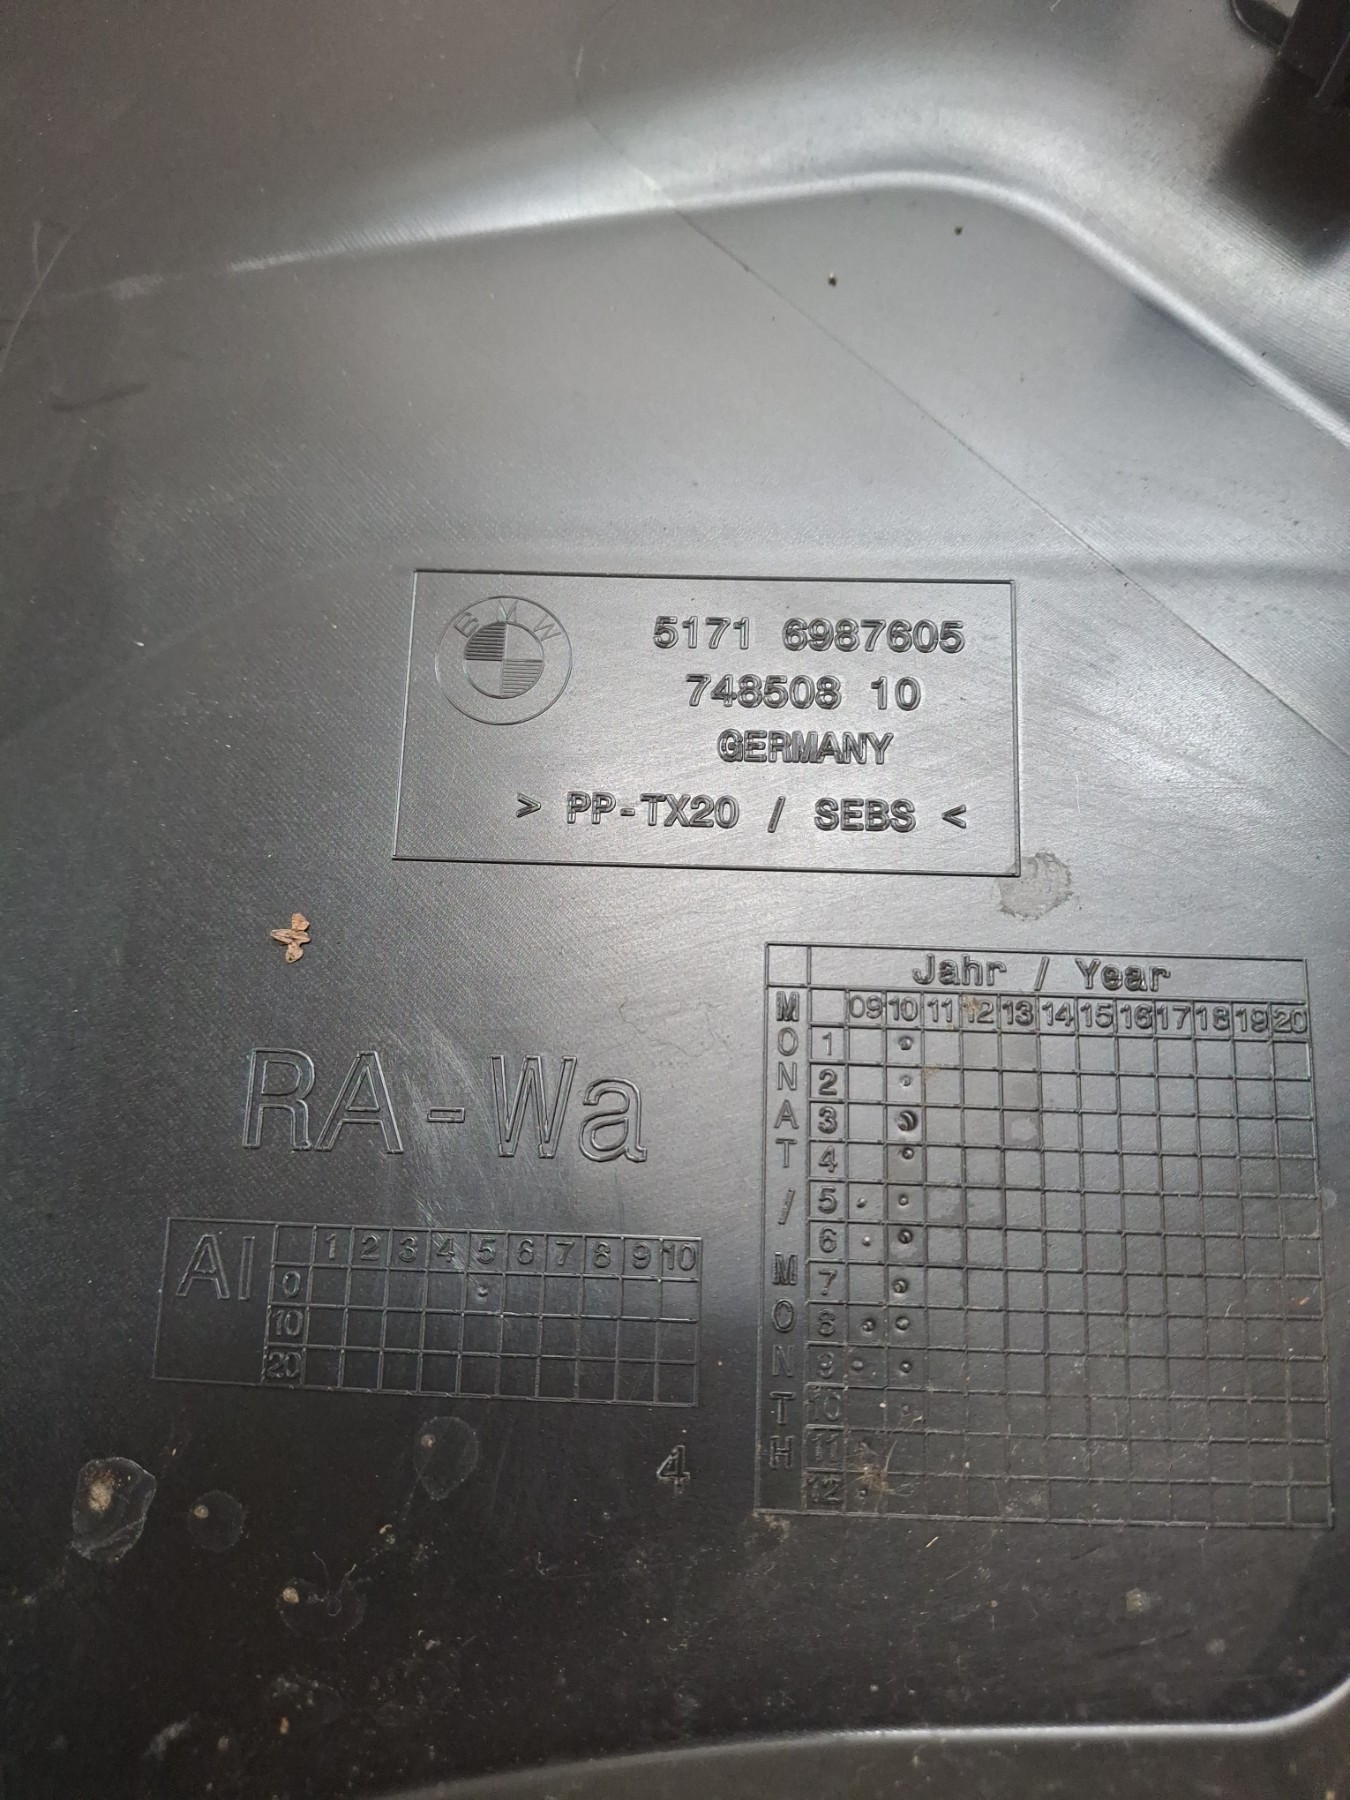 BMW
5171 6987605
748508 10
GERMANY
> PP-TX20 / SEBS <
Jahr / Year
09 10 11 12 13 14 15 16 17 18 19 20
MONAT / MONTH
1
2
3
4
5
6
7
8
9
10
11
12
RA-Wa
AI
1 2 3 4 5 6 7 8 9 10
0
10
20
4